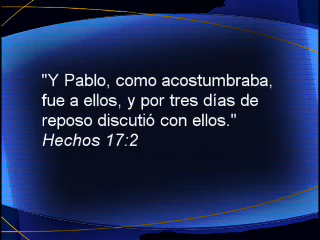 "Y Pablo, como acostumbraba,
fue a ellos, y por tres días de
reposo discutió con ellos."
Hechos 17:2